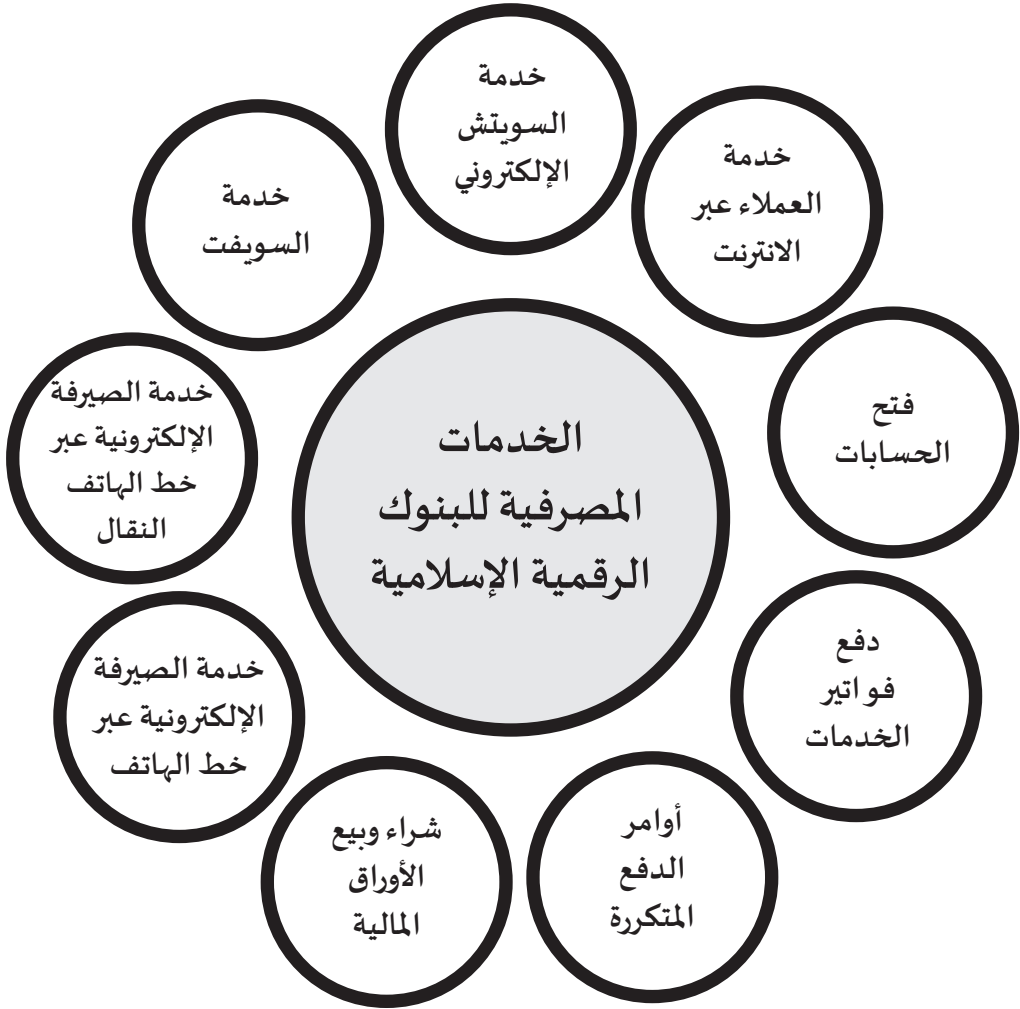 الخدمات
المصرفية للبنوك
الرقمية الإسلامية
خدمة
السويتش
الإلكتروني
خدمة
العملاء عبر
الانترنت
فتح
الحسابات
دفع
فواتير
الخدمات
أوامر
الدفع
المتكررة
شراء وبيع
الأوراق
المالية
خدمة الصيرفة
الإلكترونية عبر
خط الهاتف
خدمة الصيرفة
الإلكترونية عبر
خط الهاتف
النقال
خدمة
السويفت